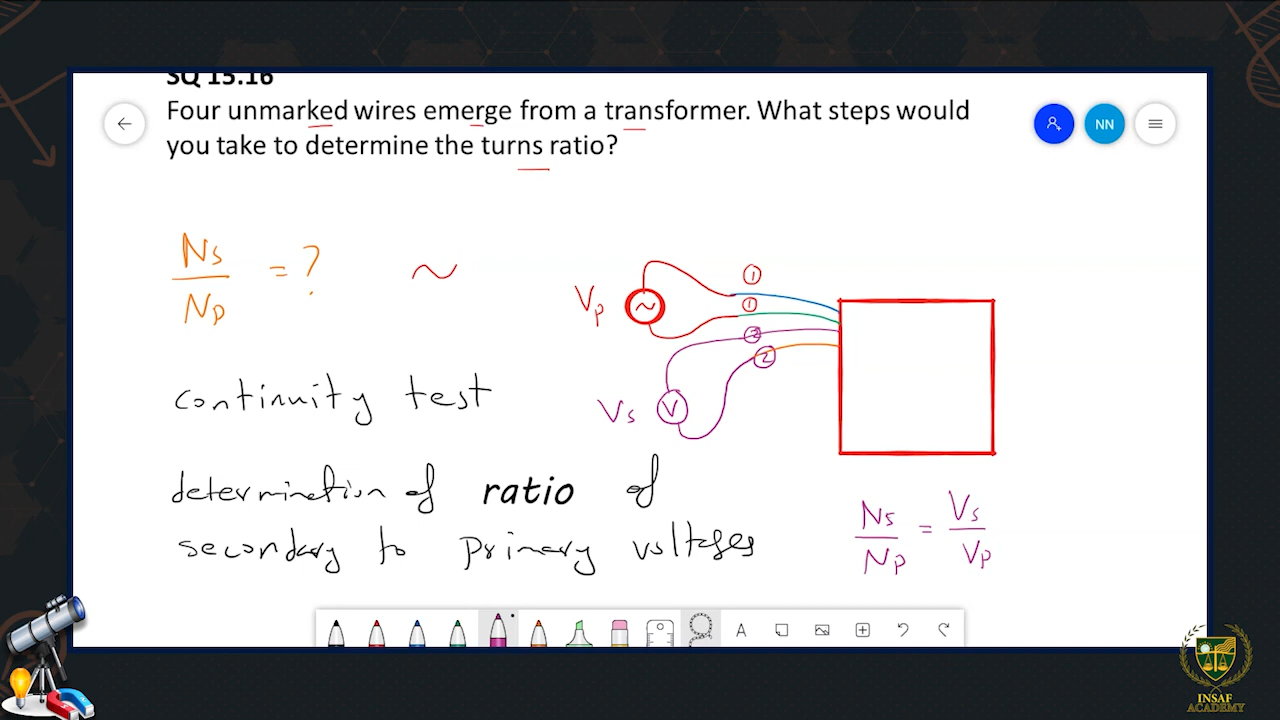 SQ 15.16
Four unmarked wires emerge from a transformer. What steps would
you take to determine the turns ratio?
NN
Ns
Np
= ?
~
Vp
~
1
1
2
2
Vs
V
continuity test
determination of ratio of
secondary to primary voltages
Ns
Np
=
Vs
Vp
A
INSAF
ACADEMY